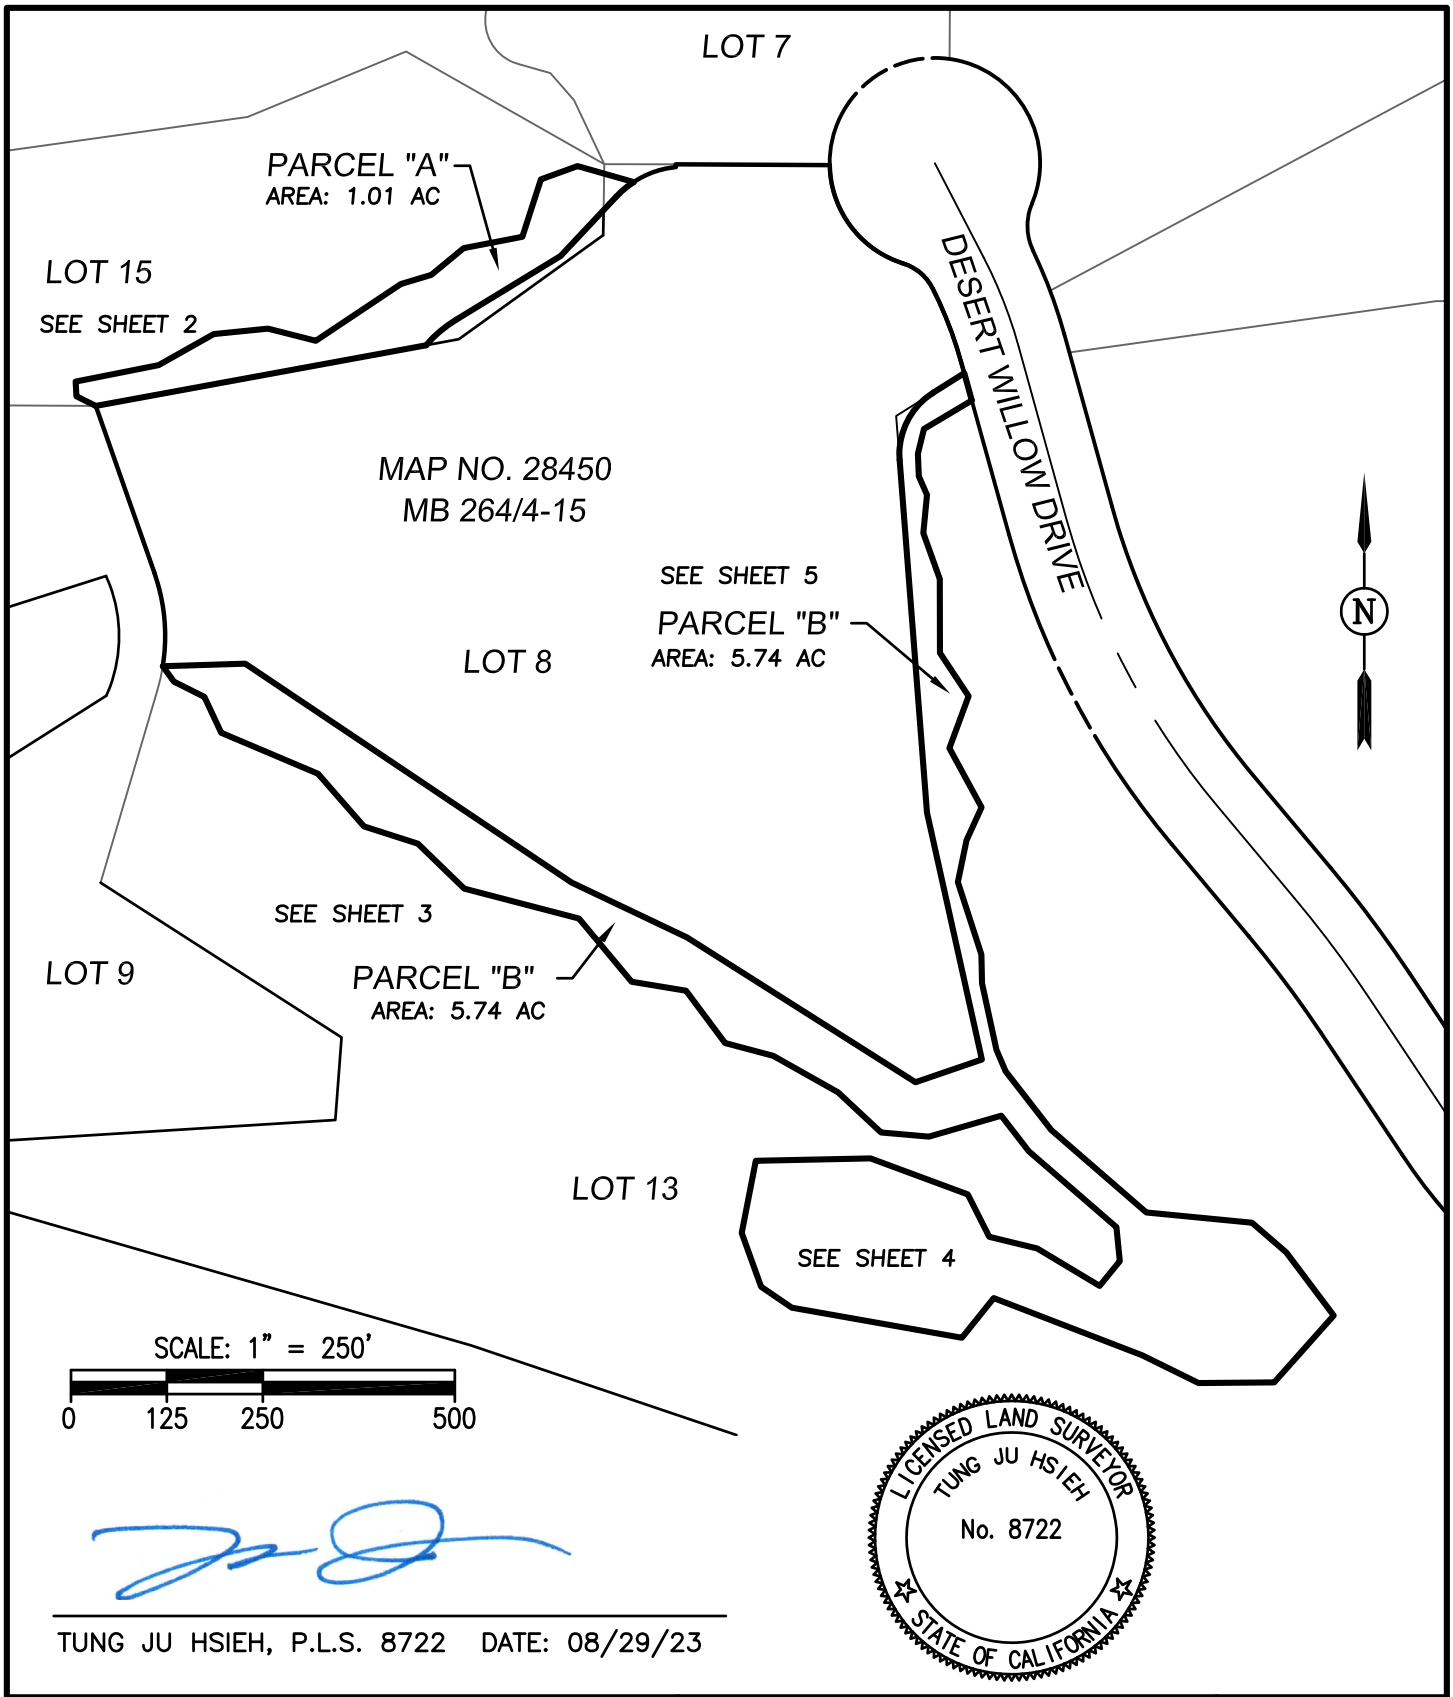 LOT 7
PARCEL "A"
AREA: 1.01 AC
LOT 15
SEE SHEET 2
DESERT WILLOW DRIVE
MAP NO. 28450
MB 264/4-15
SEE SHEET 5
PARCEL "B"
AREA: 5.74 AC
N
LOT 8
SEE SHEET 3
LOT 9
PARCEL "B"
AREA: 5.74 AC
LOT 13
SEE SHEET 4
SCALE: 1" = 250'
0 125 250 500
LICENSED LAND SURVEYOR
TUNG JU HSIEH
No. 8722
STATE OF CALIFORNIA
TUNG JU HSIEH, P.L.S. 8722 DATE: 08/29/23